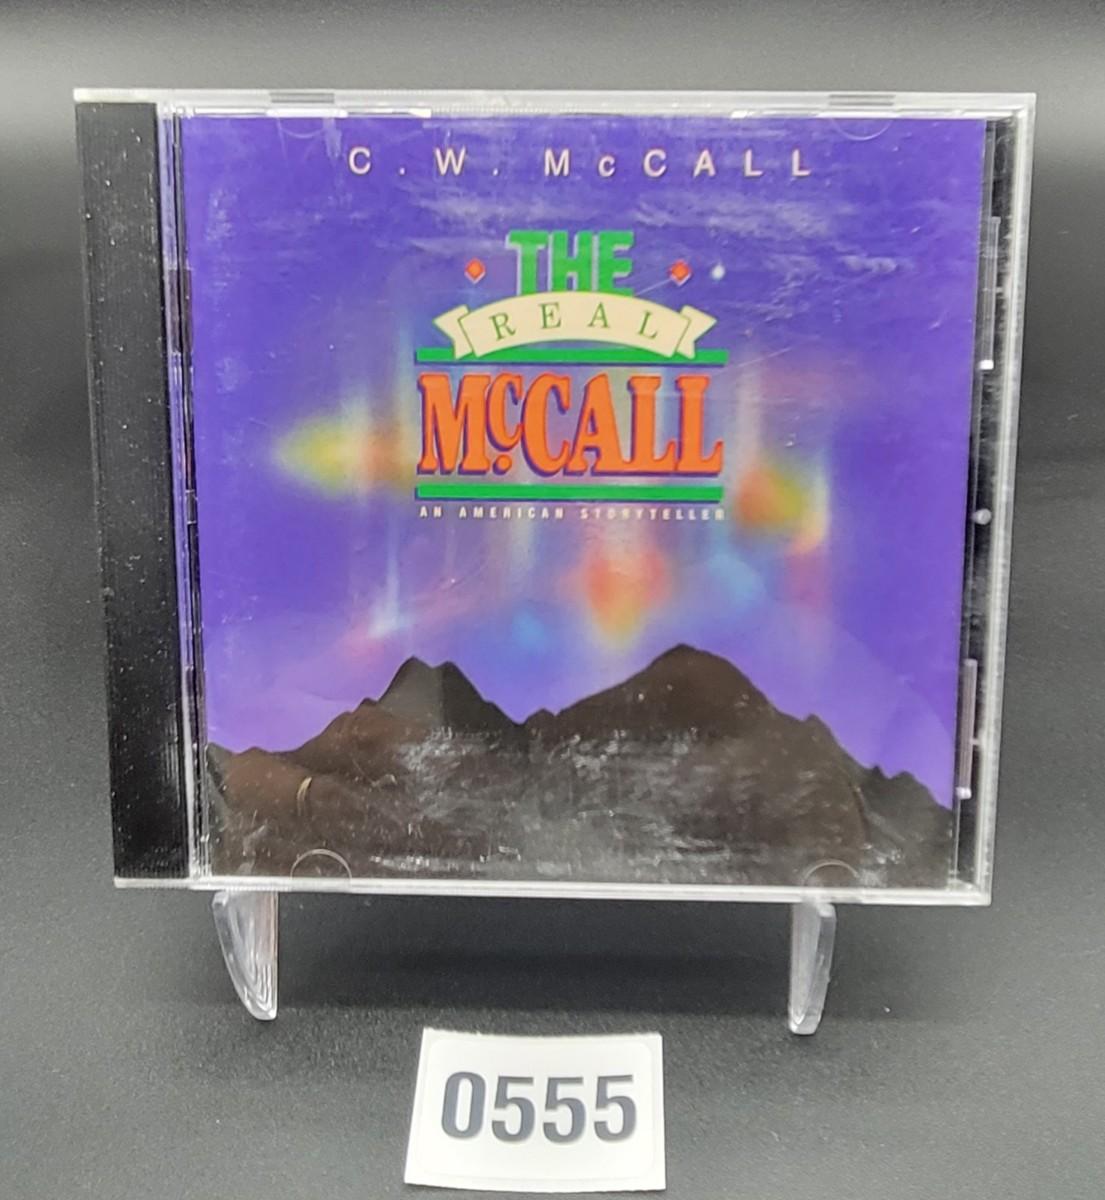 C.W. McCALL
THE
REAL
McCALL
AN AMERICAN STORYTELLER
0555